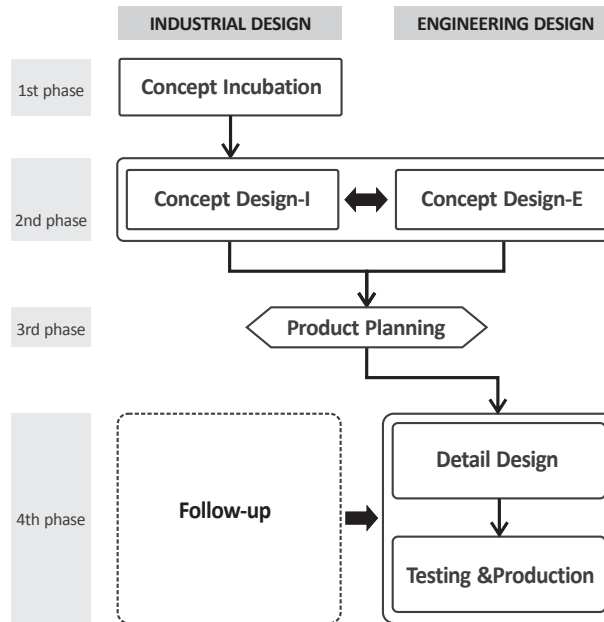 INDUSTRIAL DESIGN
ENGINEERING DESIGN
1st phase
Concept Incubation
2nd phase
Concept Design-I
Concept Design-E
3rd phase
Product Planning
4th phase
Follow-up
Detail Design
Testing &Production